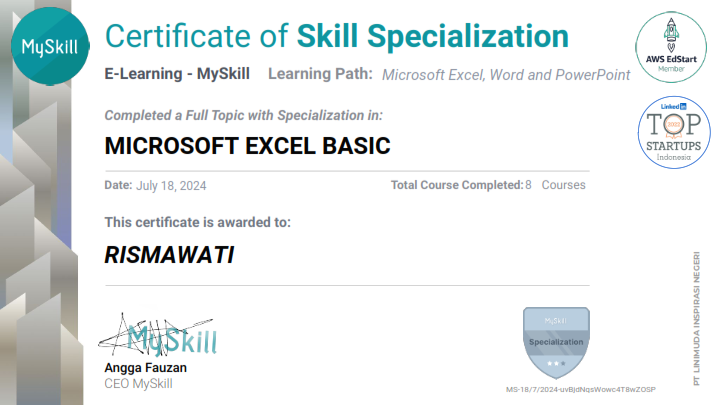 MySkill
Certificate of Skill Specialization
E-Learning - MySkill Learning Path: Microsoft Excel, Word and PowerPoint
AWS EdStart
Member
Completed a Full Topic with Specialization in:
MICROSOFT EXCEL BASIC
LinkedIn
TOP
2022
STARTUPS
Indonesia
Date: July 18, 2024 Total Course Completed: 8 Courses
This certificate is awarded to:
RISMAWATI
MySkill
Angga Fauzan
CEO MySkill
MySkill
Specialization
MS-18/7/2024-uvBjdNqsWowc4T8wZOSP
PT LINIMUDA INSPIRASI NEGERI